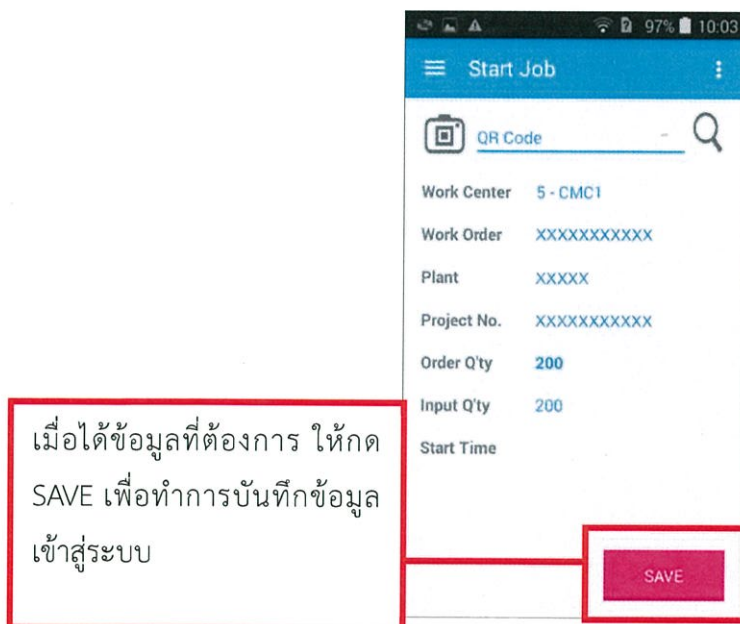 97% 10:03
Start Job
QR Code
Work Center 5 - CMC1
Work Order XXXXXXXXXXX
Plant XXXXX
Project No. XXXXXXXXXXX
Order Q'ty 200
Input Q'ty 200
Start Time
เมื่อได้ข้อมูลที่ต้องการ ให้กด
SAVE เพื่อทำการบันทึกข้อมูล
เข้าสู่ระบบ
SAVE